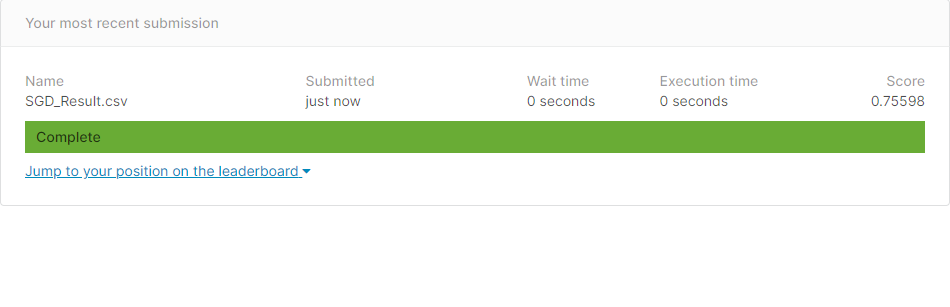 Your most recent submission
Name Submitted Wait time Execution time Score
SGD_Result.csv just now 0 seconds 0 seconds 0.75598
Complete
Jump to your position on the leaderboard